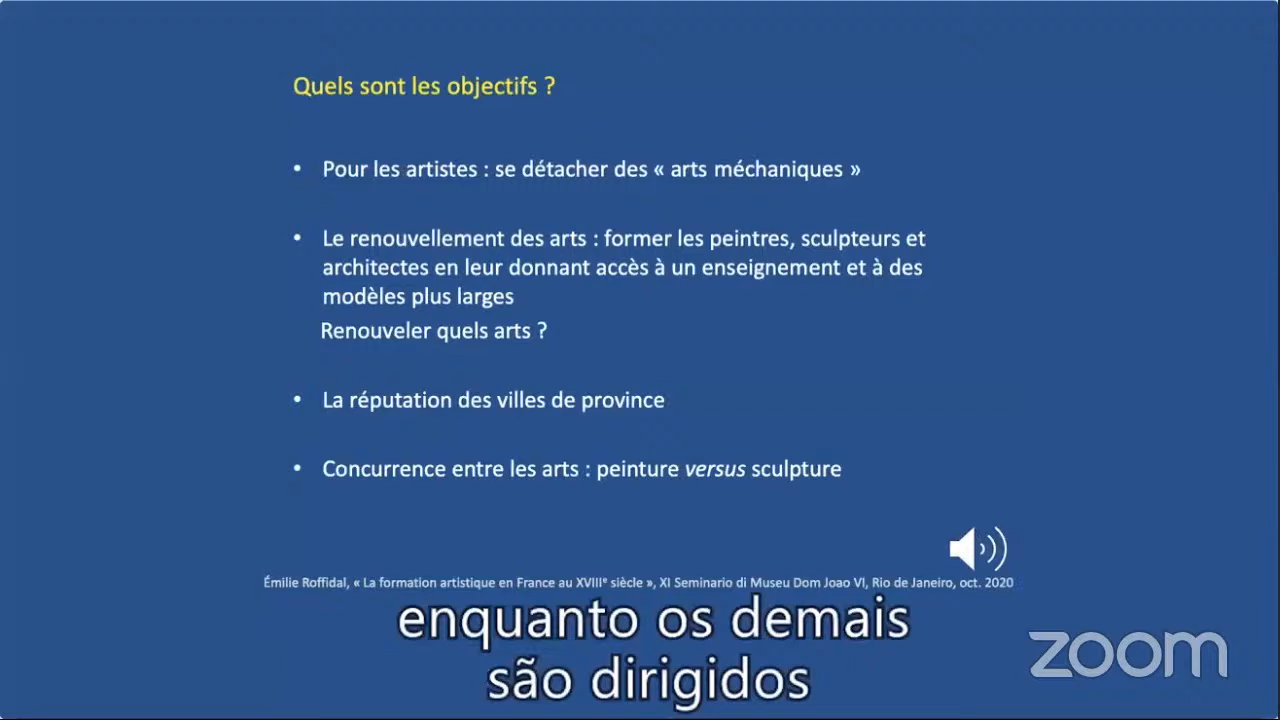 Quels sont les objectifs ?
• Pour les artistes : se détacher des « arts méchaniques »
• Le renouvellement des arts : former les peintres, sculpteurs et
architectes en leur donnant accès à un enseignement et à des
modèles plus larges
Renouveler quels arts ?
• La réputation des villes de province
• Concurrence entre les arts : peinture versus sculpture
Émilie Roffidal, « La formation artistique en France au XVIIIe siècle », XI Seminario di Museu Dom Joao VI, Rio de Janeiro, oct. 2020
enquanto os demais
são dirigidos
zoom